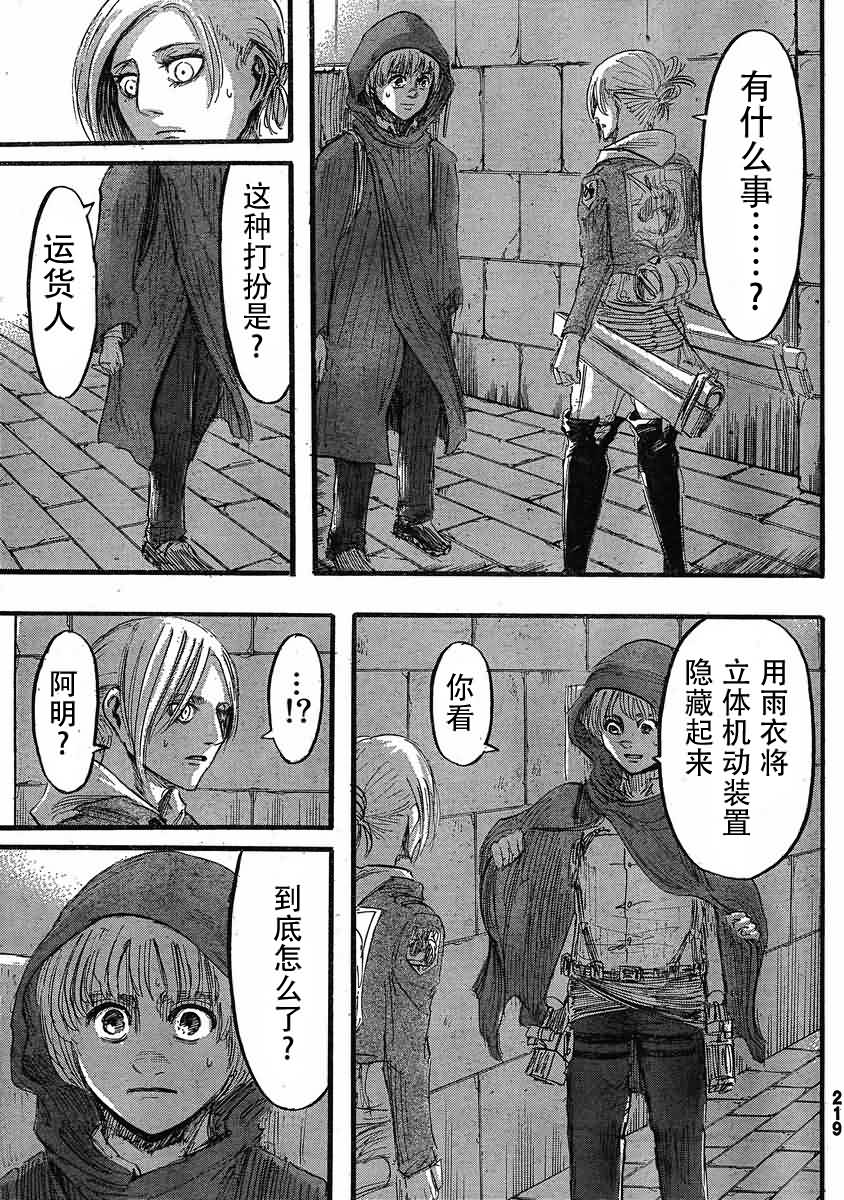 有什么事……?
这种打扮是?
运货人
用雨衣将
立体机动装置
隐藏起来
你看
…!?
阿明?
到底怎么了?
219